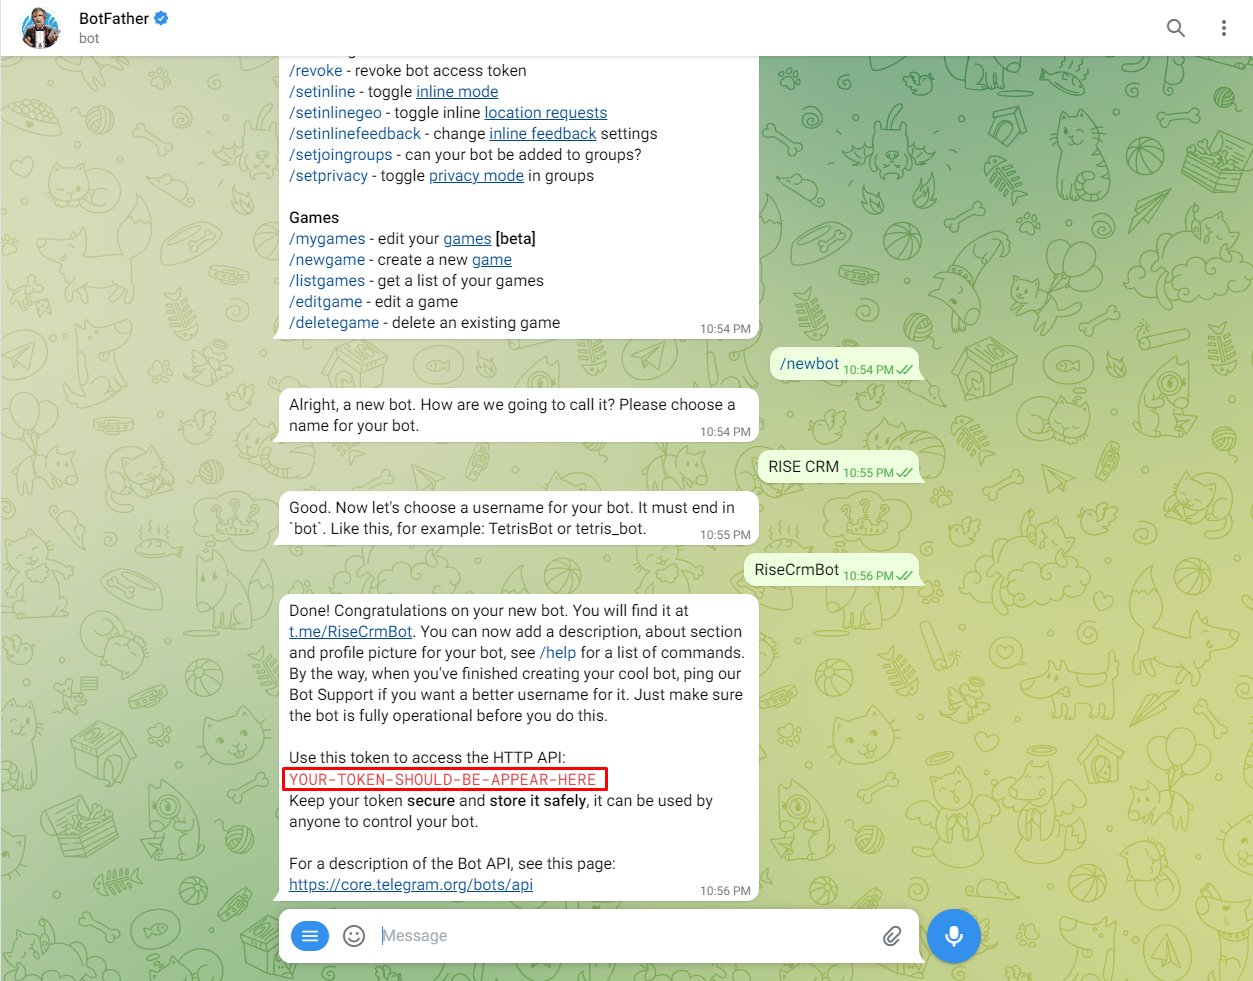 BotFather
bot
/revoke - revoke bot access token
/setinline - toggle inline mode
/setinlinegeo - toggle inline location requests
/setinlinefeedback - change inline feedback settings
/setjoingroups - can your bot be added to groups?
/setprivacy - toggle privacy mode in groups
Games
/mygames - edit your games [beta]
/newgame - create a new game
/listgames - get a list of your games
/editgame - edit a game
/deletegame - delete an existing game
10:54 PM
/newbot 10:54 PM
Alright, a new bot. How are we going to call it? Please choose a
name for your bot.
10:54 PM
RISE CRM 10:55 PM
Good. Now let's choose a username for your bot. It must end in
`bot`. Like this, for example: TetrisBot or tetris_bot.
10:55 PM
RiseCrmBot 10:56 PM
Done! Congratulations on your new bot. You will find it at
t.me/RiseCrmBot. You can now add a description, about section
and profile picture for your bot, see /help for a list of commands.
By the way, when you've finished creating your cool bot, ping our
Bot Support if you want a better username for it. Just make sure
the bot is fully operational before you do this.
Use this token to access the HTTP API:
YOUR-TOKEN-SHOULD-BE-APPEAR-HERE
Keep your token secure and store it safely, it can be used by
anyone to control your bot.
For a description of the Bot API, see this page:
https://core.telegram.org/bots/api
10:56 PM
Message